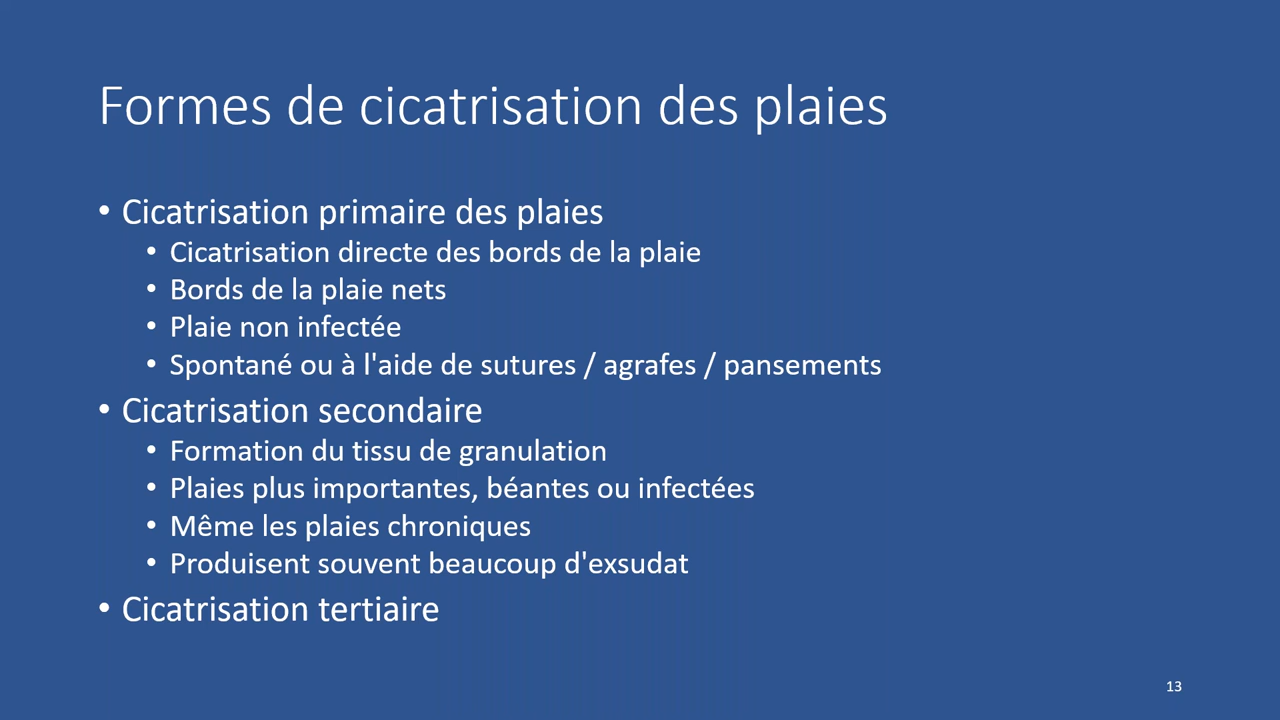 Formes de cicatrisation des plaies
• Cicatrisation primaire des plaies
• Cicatrisation directe des bords de la plaie
• Bords de la plaie nets
• Plaie non infectée
• Spontané ou à l'aide de sutures / agrafes / pansements
• Cicatrisation secondaire
• Formation du tissu de granulation
• Plaies plus importantes, béantes ou infectées
• Même les plaies chroniques
• Produisent souvent beaucoup d'exsudat
• Cicatrisation tertiaire
13